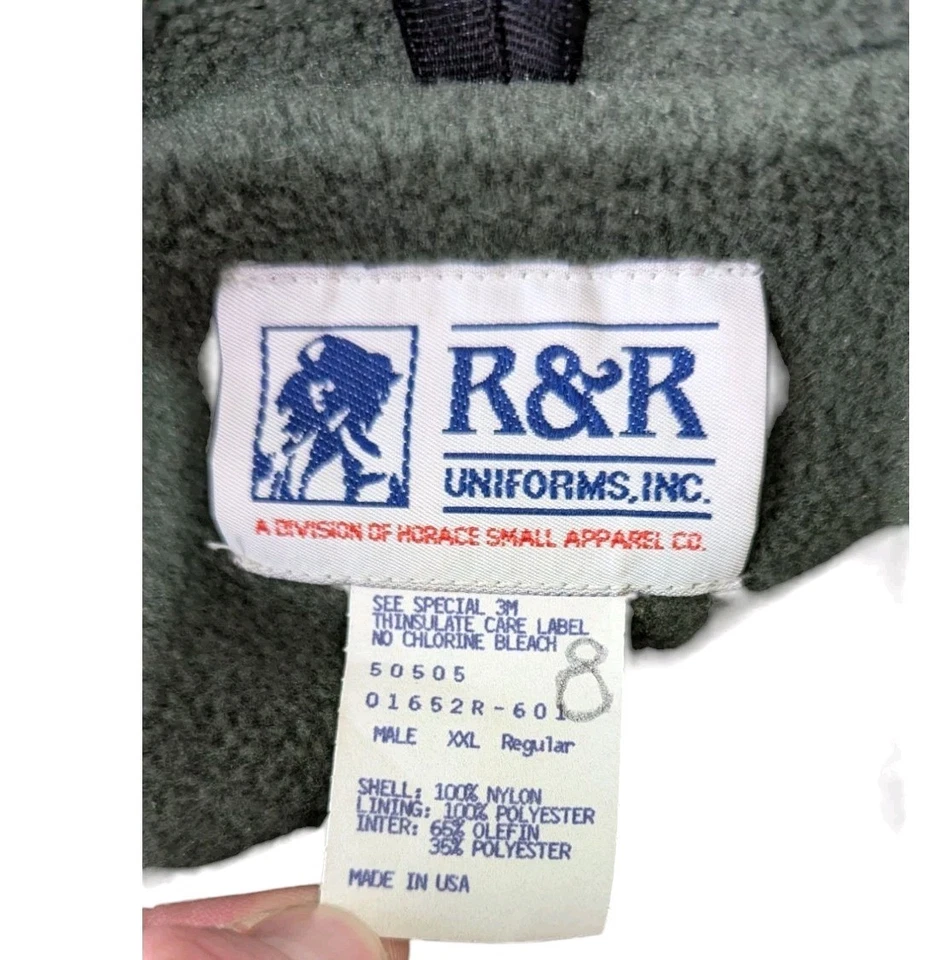 R&R
UNIFORMS, INC.
A DIVISION OF HORACE SMALL APPAREL CO.
SEE SPECIAL 3M
THINSULATE CARE LABEL
NO CHLORINE BLEACH
8
50505
01652R-601
MALE XXL Regular
SHELL: 100% NYLON
LINING: 100% POLYESTER
INTER: 65% OLEFIN
35% POLYESTER
MADE IN USA